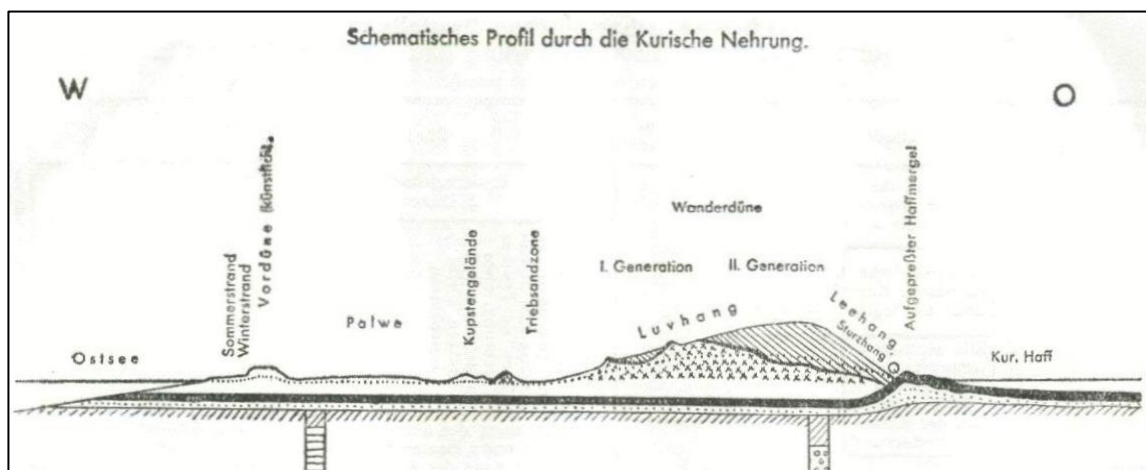 Schematisches Profil durch die Kurische Nehrung.
W
O
Ostsee
Sommerstrand
Winterstrand
Vordüne (künstlich).
Palwe
Kupstengelände
Triebsandzone
Wanderdüne
I. Generation
II. Generation
Luvhang
Leehang
Sturzhang
Aufgepreßter Haffmergel
Kur. Haff